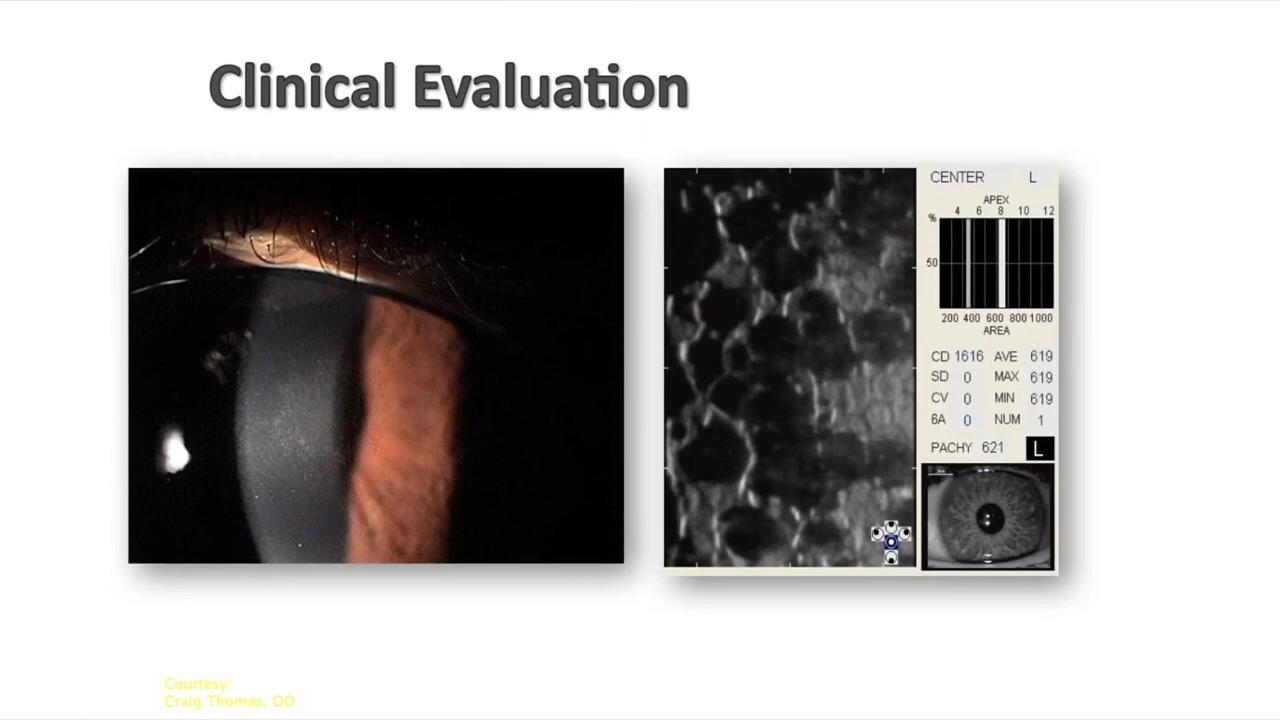 Clinical Evaluation
CENTER L
APEX
4 6 8 10 12
%
50
200 400 600 800 1000
AREA
CD 1616 AVE 619
SD 0 MAX 619
CV 0 MIN 619
6A 0 NUM 1
PACHY 621 L
Courtesy:
Craig Thomas, OD